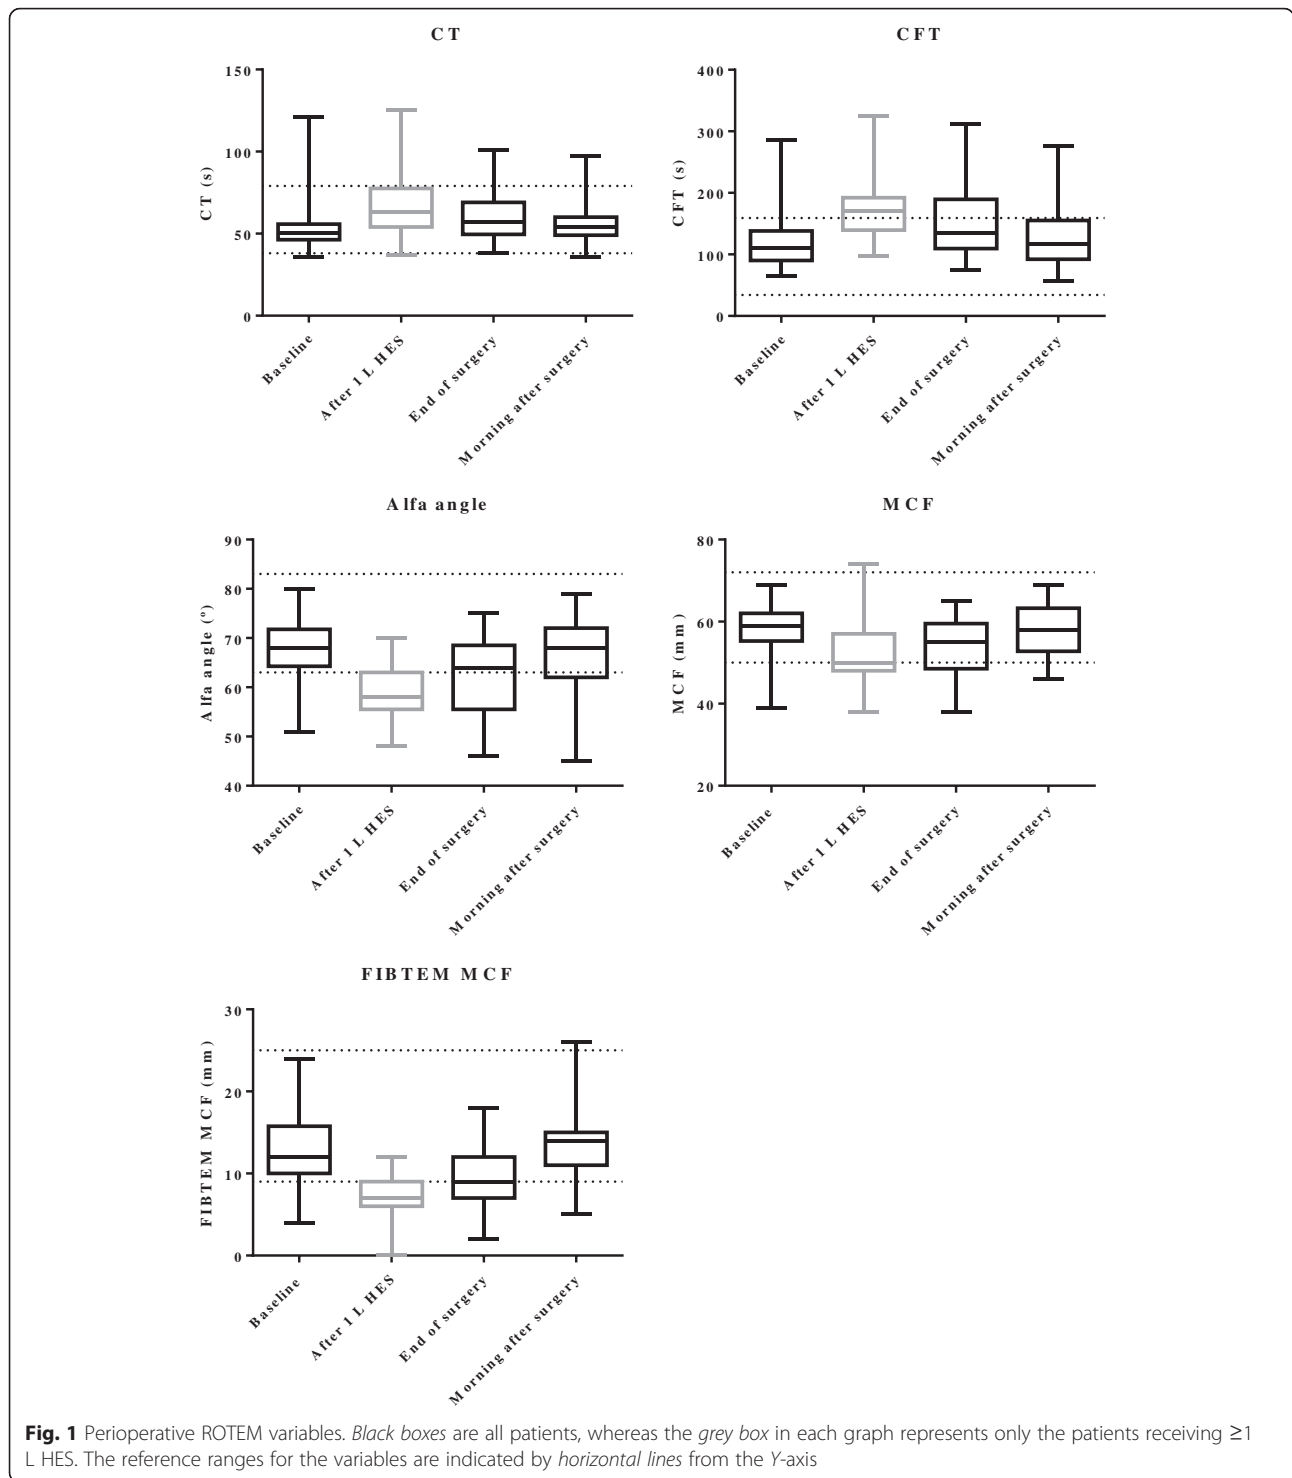 CT
CFT
150
100
50
0
CT (s)
Baseline
After 1 L HES
End of surgery
Morning after surgery
400
300
200
100
0
CFT (s)
Baseline
After 1 L HES
End of surgery
Morning after surgery
Alfa angle
MCF
90
80
70
60
50
40
Alfa angle (°)
Baseline
After 1 L HES
End of surgery
Morning after surgery
80
60
40
20
MCF (mm)
Baseline
After 1 L HES
End of surgery
Morning after surgery
FIBTEM MCF
30
20
10
0
FIBTEM MCF (mm)
Baseline
After 1 L HES
End of surgery
Morning after surgery
Fig. 1 Perioperative ROTEM variables. Black boxes are all patients, whereas the grey box in each graph represents only the patients receiving ≥1
L HES. The reference ranges for the variables are indicated by horizontal lines from the Y-axis